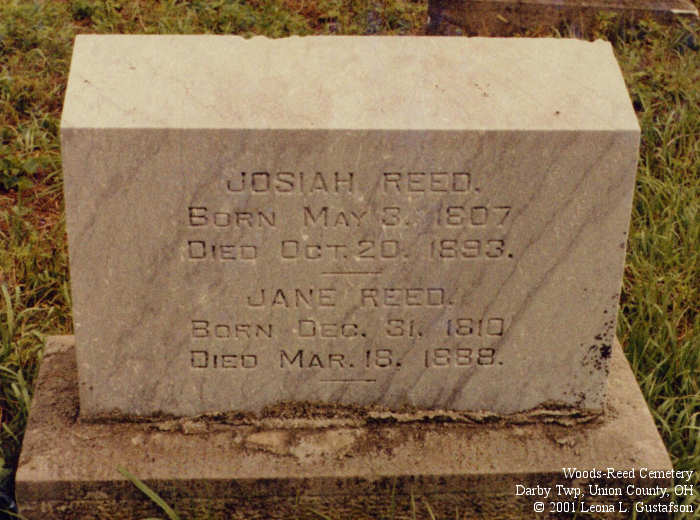 JOSIAH REED.
BORN MAY 3. 1807
DIED OCT. 20. 1893.
JANE REED.
BORN DEC. 31. 1810
DIED MAR. 18. 1888.
Woods-Reed Cemetery
Darby Twp, Union County, OH
© 2001 Leona L. Gustafson